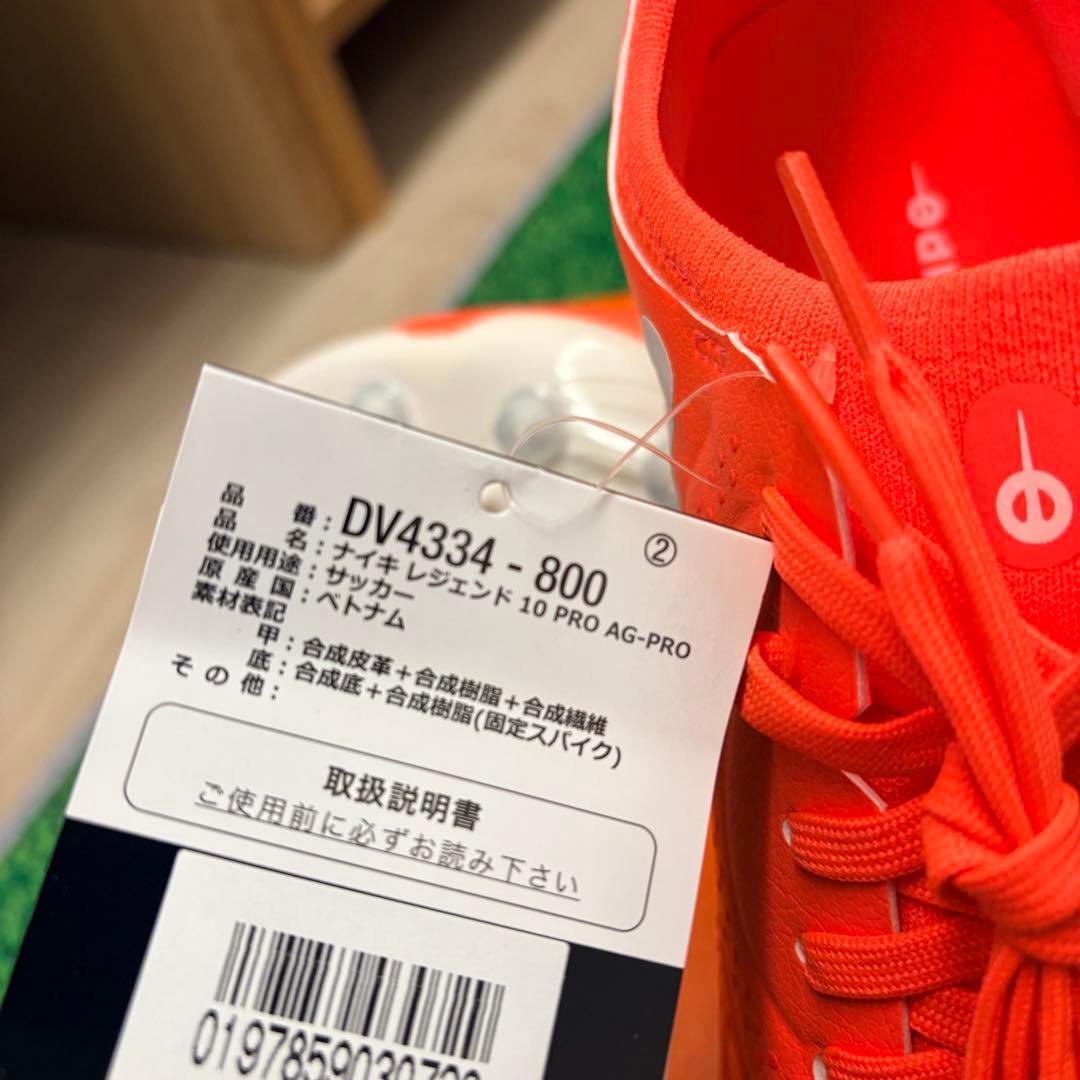 品番：DV4334 - 800 ②
品名：ナイキ レジェンド 10 PRO AG-PRO
使用用途：サッカー
原産国：ベトナム
素材表記
甲：合成皮革＋合成樹脂＋合成繊維
底：合成底＋合成樹脂(固定スパイク)
その他：
取扱説明書
ご使用前に必ずお読み下さい